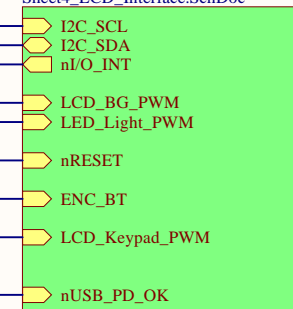 Sheet4_LCD_Interface.SchDoc
I2C_SCL
I2C_SDA
nI/O_INT
LCD_BG_PWM
LED_Light_PWM
nRESET
ENC_BT
LCD_Keypad_PWM
nUSB_PD_OK